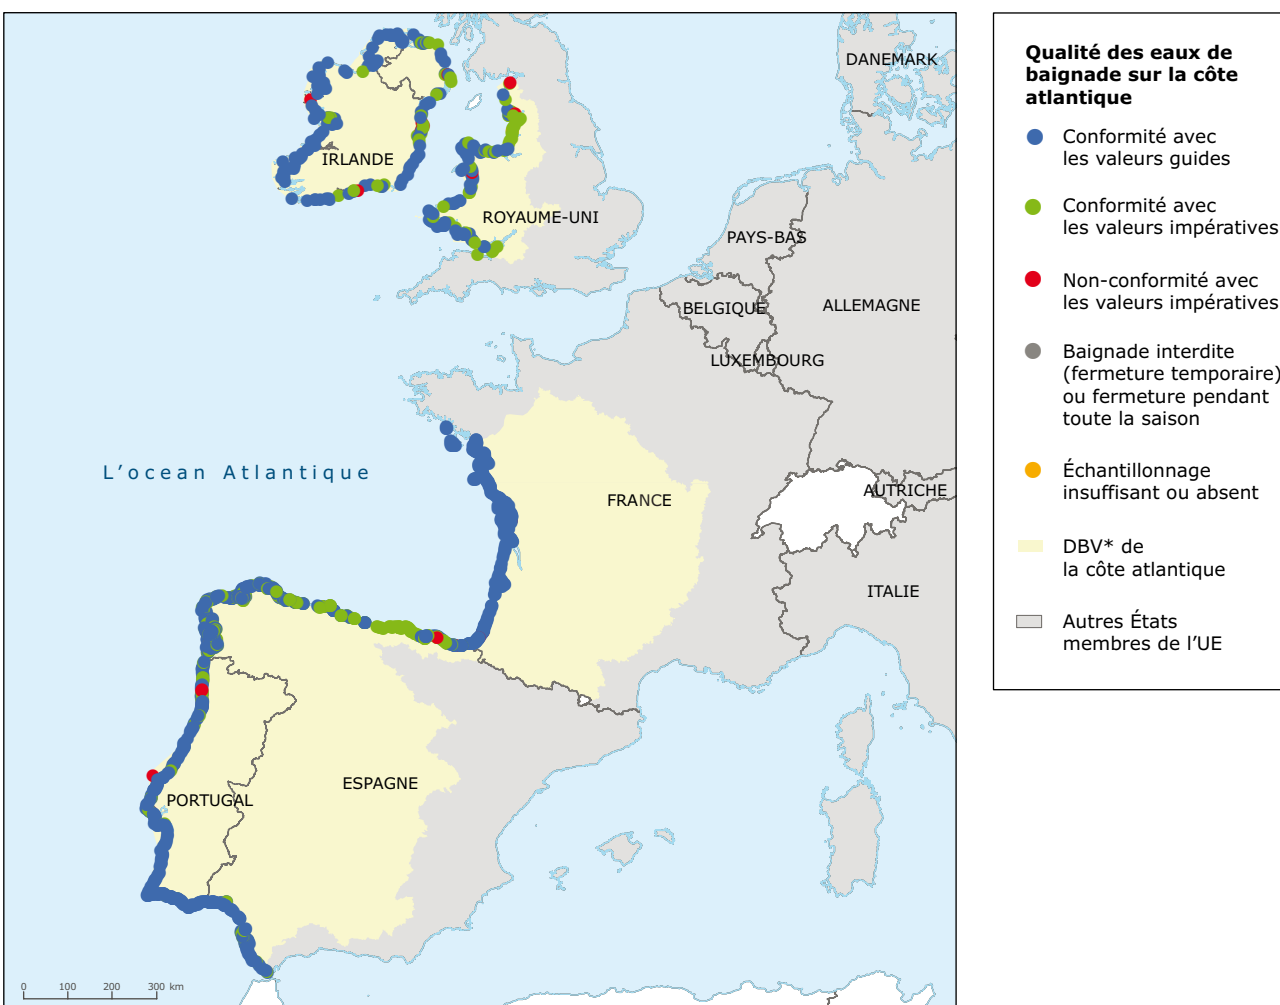 DANEMARK
IRLANDE
ROYAUME-UNI
PAYS-BAS
BELGIQUE
ALLEMAGNE
LUXEMBOURG
L'ocean Atlantique
FRANCE
AUTRICHE
ITALIE
ESPAGNE
PORTUGAL
0 100 200 300 km
Qualité des eaux de
baignade sur la côte
atlantique
Conformité avec
les valeurs guides
Conformité avec
les valeurs impératives
Non-conformité avec
les valeurs impératives
Baignade interdite
(fermeture temporaire)
ou fermeture pendant
toute la saison
Échantillonnage
insuffisant ou absent
DBV* de
la côte atlantique
Autres États
membres de l'UE